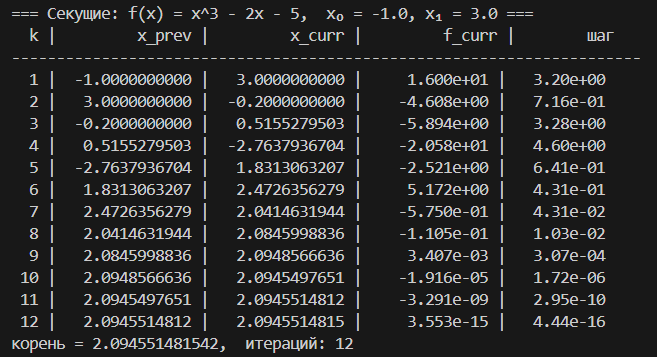 === Секущие: f(x) = x^3 - 2x - 5,  x₀ = -1.0, x₁ = 3.0 ===
k |        x_prev |        x_curr |      f_curr |        шаг
-----------------------------------------------------------------
1 |  -1.0000000000 |   3.0000000000 |   1.600e+01 |   3.20e+00
2 |   3.0000000000 |  -0.2000000000 |  -4.608e+00 |   7.16e-01
3 |  -0.2000000000 |   0.5155279503 |  -5.894e+00 |   3.28e+00
4 |   0.5155279503 |  -2.7637936704 |  -2.058e+01 |   4.60e+00
5 |  -2.7637936704 |   1.8313063207 |  -2.521e+00 |   6.41e-01
6 |   1.8313063207 |   2.4726356279 |   5.172e+00 |   4.31e-01
7 |   2.4726356279 |   2.0414631944 |  -5.750e-01 |   4.31e-02
8 |   2.0414631944 |   2.0845998836 |  -1.105e-01 |   1.03e-02
9 |   2.0845998836 |   2.0948566636 |   3.407e-03 |   3.07e-04
10 |   2.0948566636 |   2.0945497651 |  -1.916e-05 |   1.72e-06
11 |   2.0945497651 |   2.0945514812 |  -3.291e-09 |   2.95e-10
12 |   2.0945514812 |   2.0945514815 |   3.553e-15 |   4.44e-16
корень = 2.094551481542,  итераций: 12